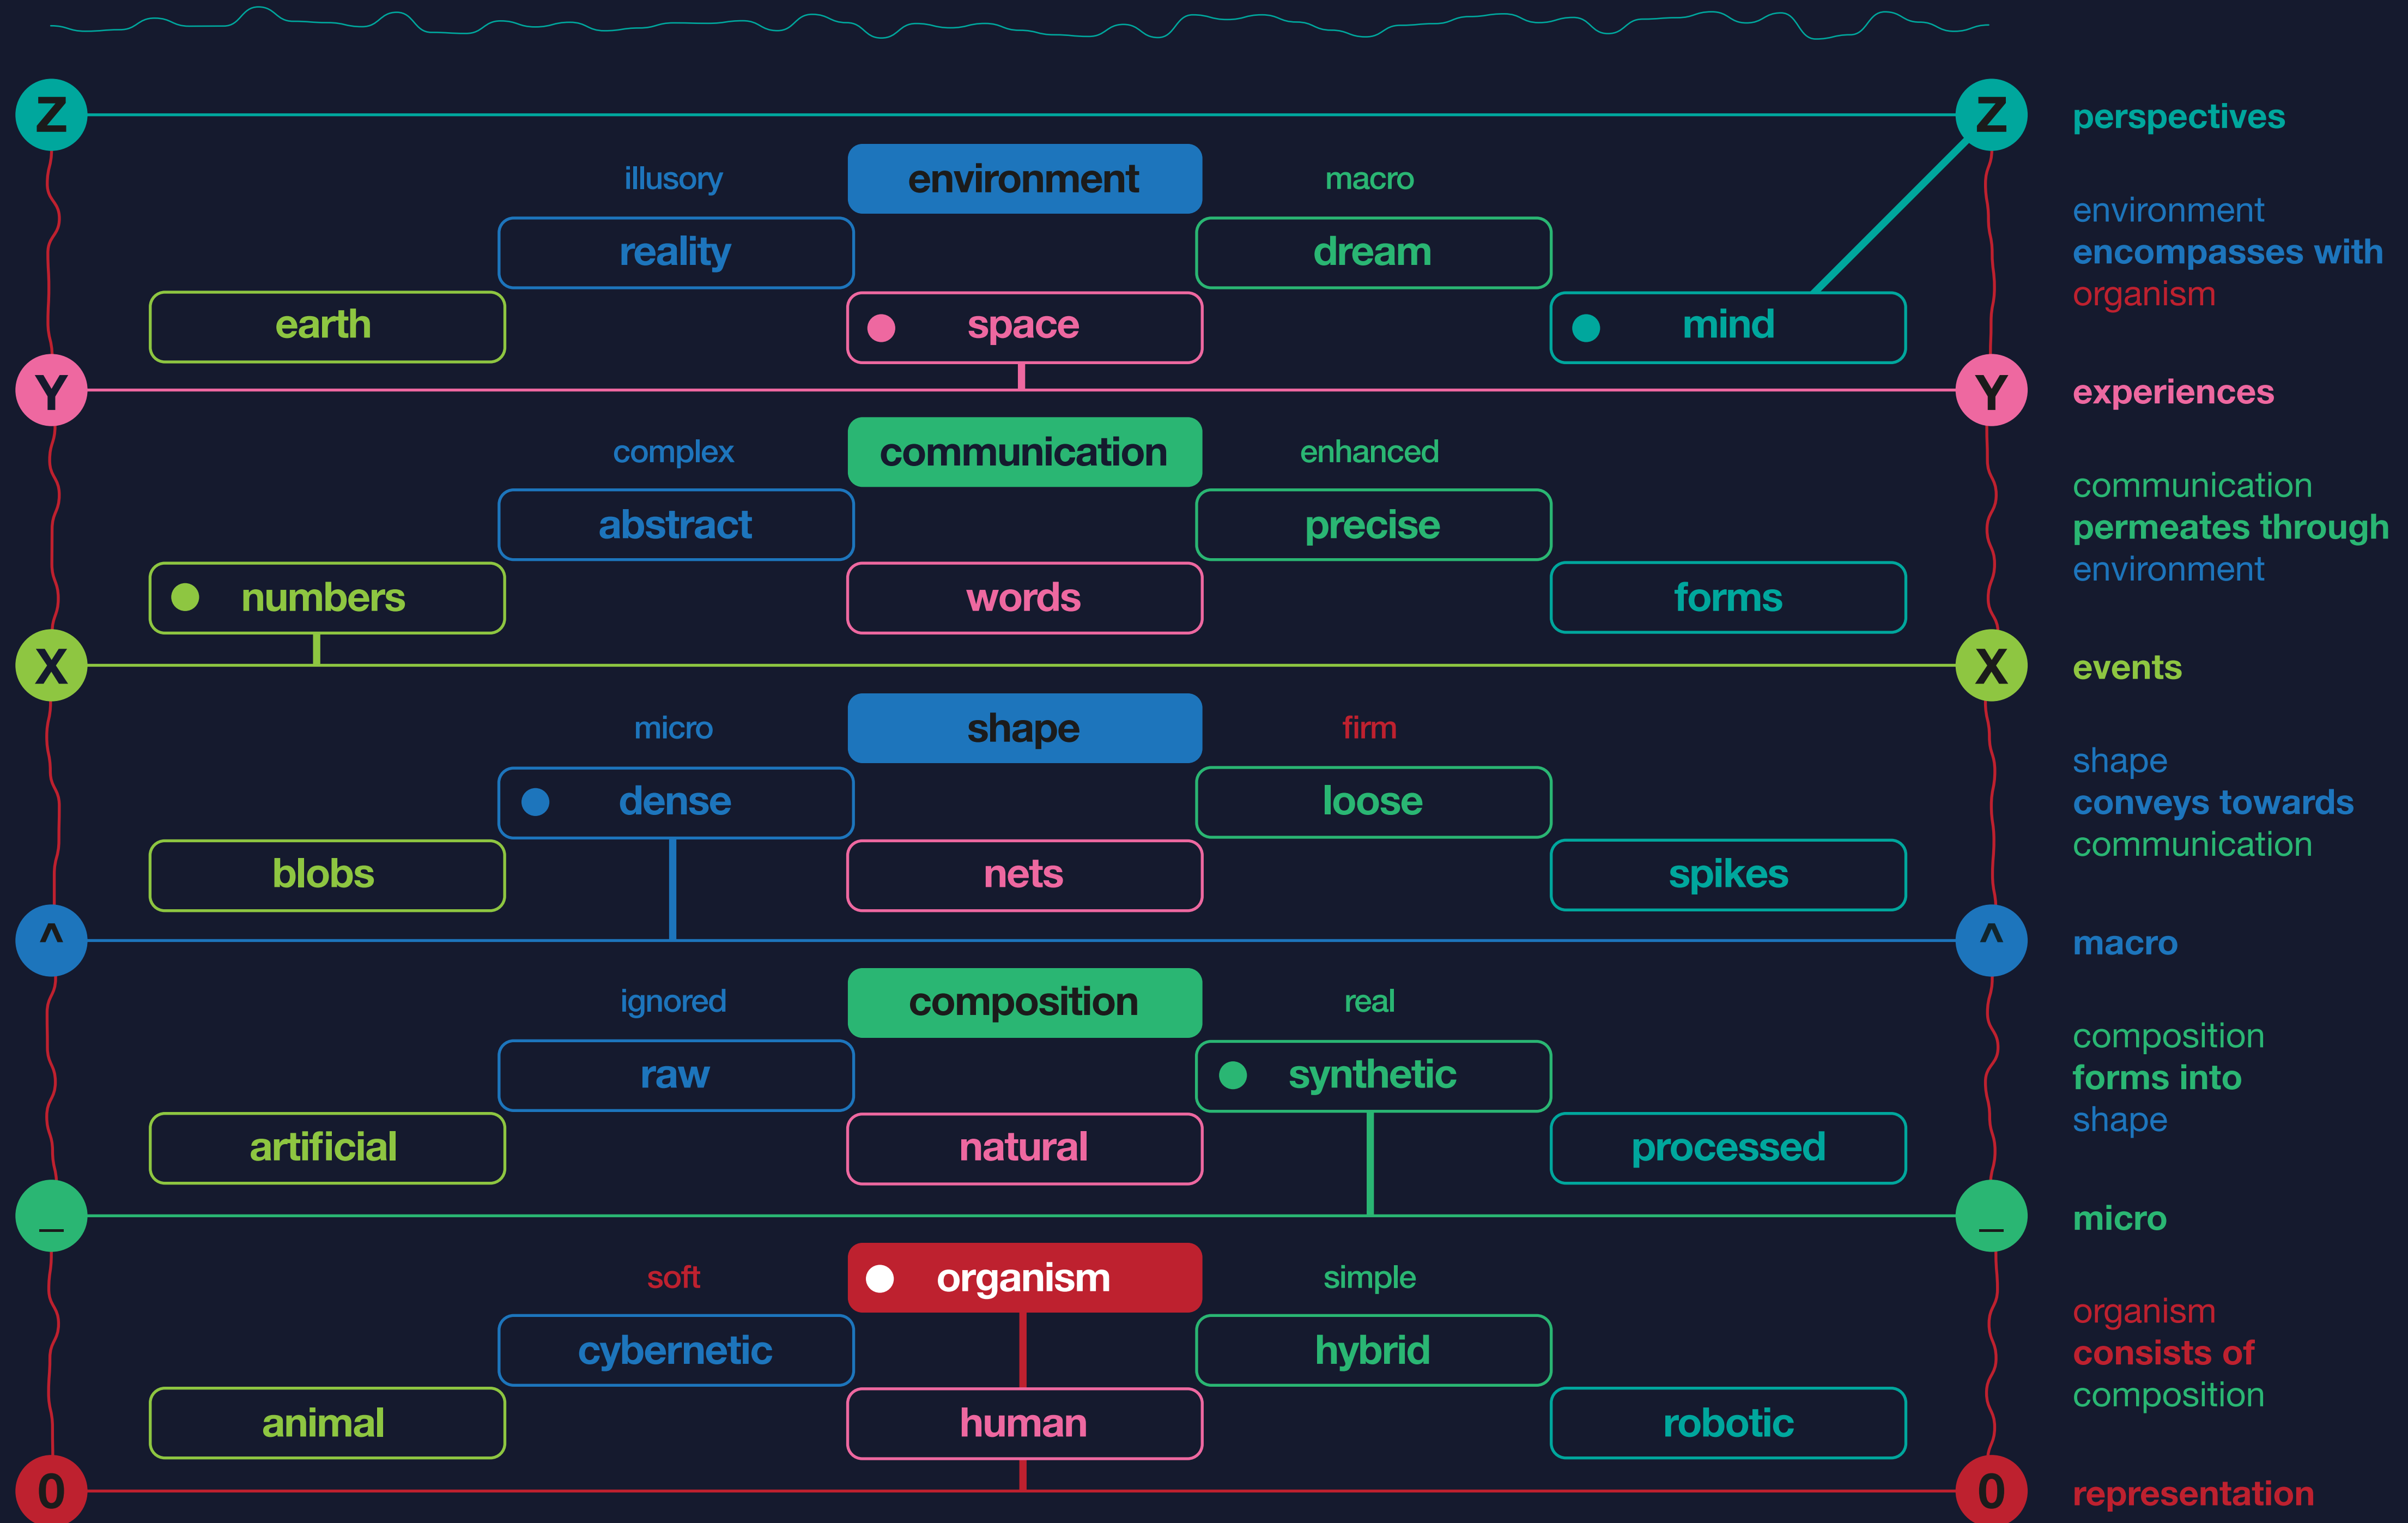 Z Z perspectives
illusory environment macro
environment
reality dream encompasses with
organism
earth space mind
Y Y experiences
complex communication enhanced
communication
abstract precise permeates through
environment
numbers words forms
X X events
micro shape firm
shape
dense loose conveys towards
communication
blobs nets spikes
^ ^ macro
ignored composition real
composition
raw synthetic forms into
shape
artificial natural processed
_ _ micro
soft organism simple
organism
cybernetic hybrid consists of
composition
animal human robotic
0 0 representation